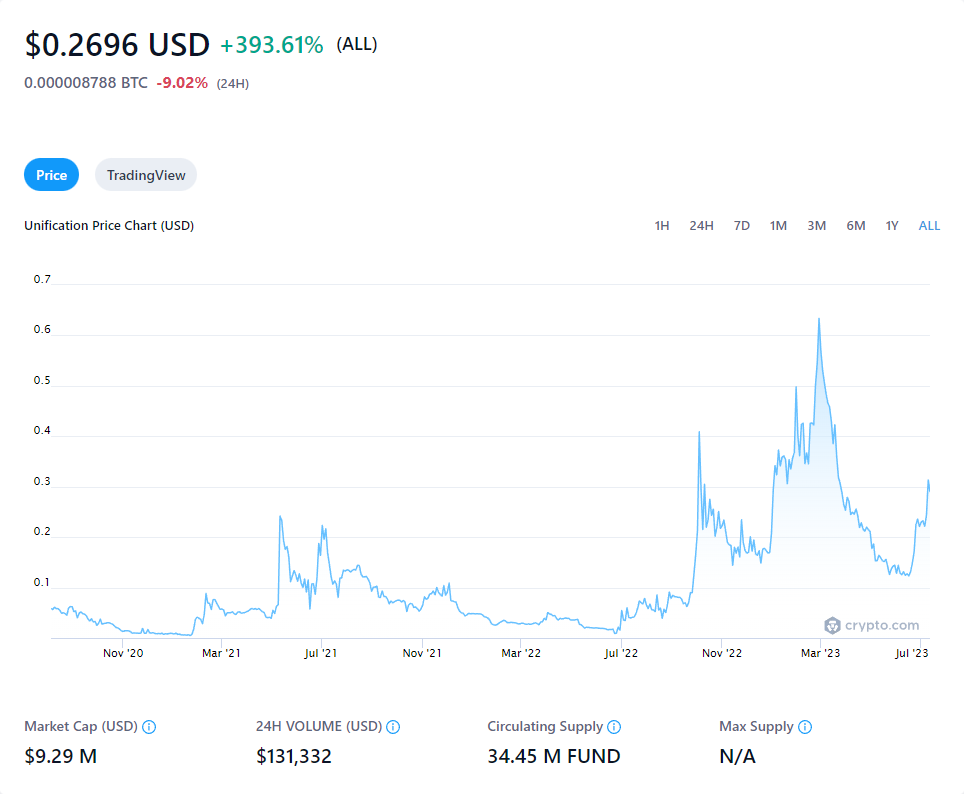 $0.2696 USD +393.61% (ALL)
0.000008788 BTC -9.02% (24H)
Price TradingView
Unification Price Chart (USD) 1H 24H 7D 1M 3M 6M 1Y ALL
0.7
0.6
0.5
0.4
0.3
0.2
0.1
crypto.com
Nov '20 Mar '21 Jul '21 Nov '21 Mar '22 Jul '22 Nov '22 Mar '23 Jul '23
Market Cap (USD) 24H VOLUME (USD) Circulating Supply Max Supply
$9.29 M $131,332 34.45 M FUND N/A